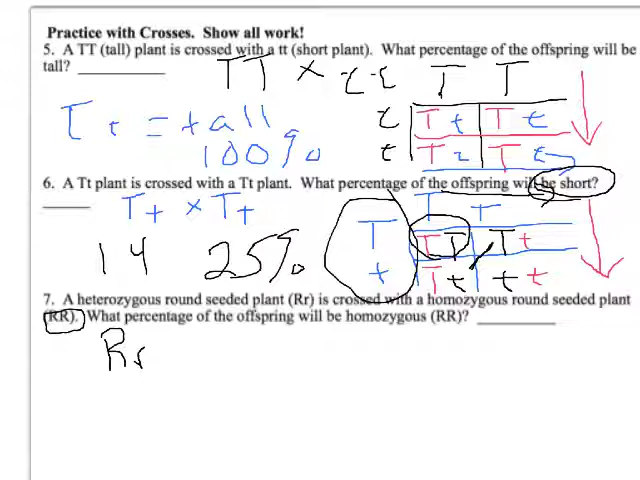 Practice with Crosses. Show all work!
5. A TT (tall) plant is crossed with a tt (short plant). What percentage of the offspring will be
tall? __________
TT × tt
T T
t Tt Tt
t Tt Tt
Tt = tall
100%
6. A Tt plant is crossed with a Tt plant. What percentage of the offspring will be short?
______
Tt × Tt
T T
T TT Tt
t Tt tt
14 25%
7. A heterozygous round seeded plant (Rr) is crossed with a homozygous round seeded plant
(RR). What percentage of the offspring will be homozygous (RR)? __________
Rr